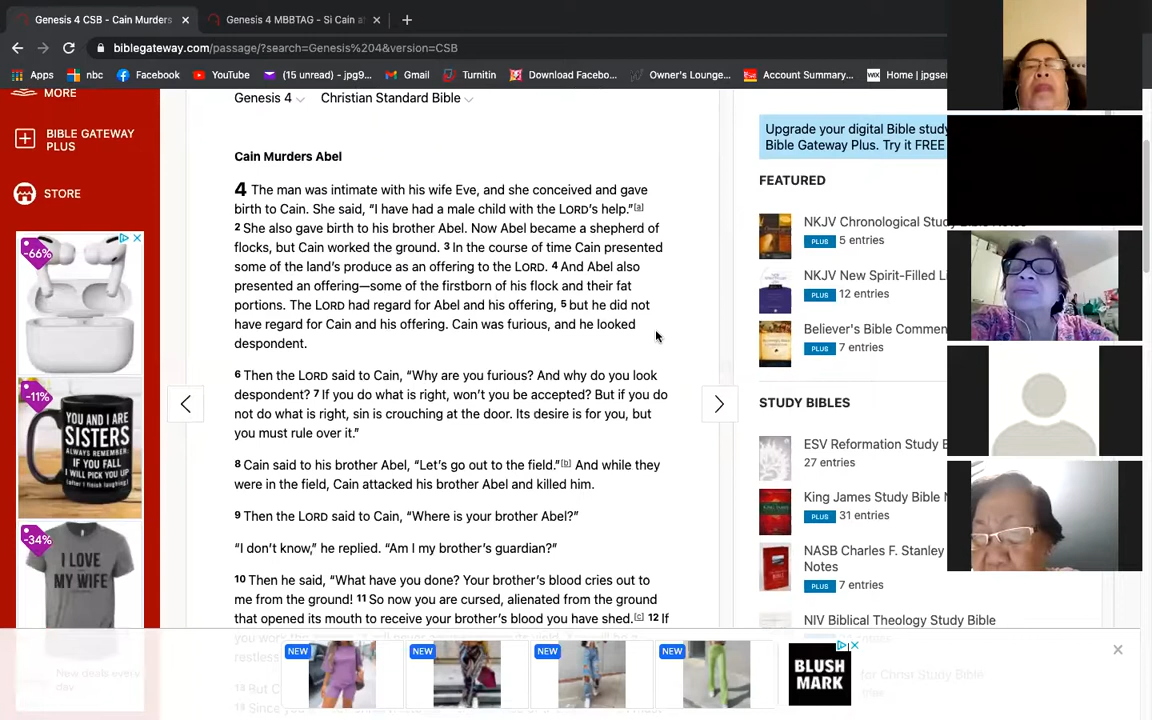 Genesis 4 CSB - Cain Murders
Genesis 4 MBBTAG - Si Cain a
biblegateway.com/passage/?search=Genesis%204&version=CSB
Apps
nbc
Facebook
YouTube
(15 unread) - jpg9...
Gmail
Turnitin
Download Facebo...
Owner's Lounge...
Account Summary...
WIX
Home | jpgser
MORE
BIBLE GATEWAY
PLUS
STORE
-66%
-11%
YOU AND I ARE
SISTERS
ALWAYS REMEMBER
IF YOU FALL
I WILL PICK YOU UP
(after I finish laughing)
-34%
I LOVE
MY WIFE
New deals every
day
Genesis 4
Christian Standard Bible
Cain Murders Abel
4 The man was intimate with his wife Eve, and she conceived and gave
birth to Cain. She said, “I have had a male child with the LORD’s help.”[a]
2 She also gave birth to his brother Abel. Now Abel became a shepherd of
flocks, but Cain worked the ground. 3 In the course of time Cain presented
some of the land’s produce as an offering to the LORD. 4 And Abel also
presented an offering—some of the firstborn of his flock and their fat
portions. The LORD had regard for Abel and his offering, 5 but he did not
have regard for Cain and his offering. Cain was furious, and he looked
despondent.
6 Then the LORD said to Cain, “Why are you furious? And why do you look
despondent? 7 If you do what is right, won’t you be accepted? But if you do
not do what is right, sin is crouching at the door. Its desire is for you, but
you must rule over it.”
8 Cain said to his brother Abel, “Let’s go out to the field.”[b] And while they
were in the field, Cain attacked his brother Abel and killed him.
9 Then the LORD said to Cain, “Where is your brother Abel?”
“I don’t know,” he replied. “Am I my brother’s guardian?”
10 Then he said, “What have you done? Your brother’s blood cries out to
me from the ground! 11 So now you are cursed, alienated from the ground
that opened its mouth to receive your brother’s blood you have shed.[c] 12 If
restless
13 But C
Since y
Upgrade your digital Bible study
Bible Gateway Plus. Try it FREE
FEATURED
NKJV Chronological Stud
PLUS 5 entries
NKJV New Spirit-Filled Li
PLUS 12 entries
Believer's Bible Commen
PLUS 7 entries
STUDY BIBLES
ESV Reformation Study B
27 entries
King James Study Bible N
PLUS 31 entries
NASB Charles F. Stanley
Notes
PLUS 7 entries
NIV Biblical Theology Study Bible
for Christ Study Bible
NEW
NEW
NEW
NEW
BLUSH
MARK